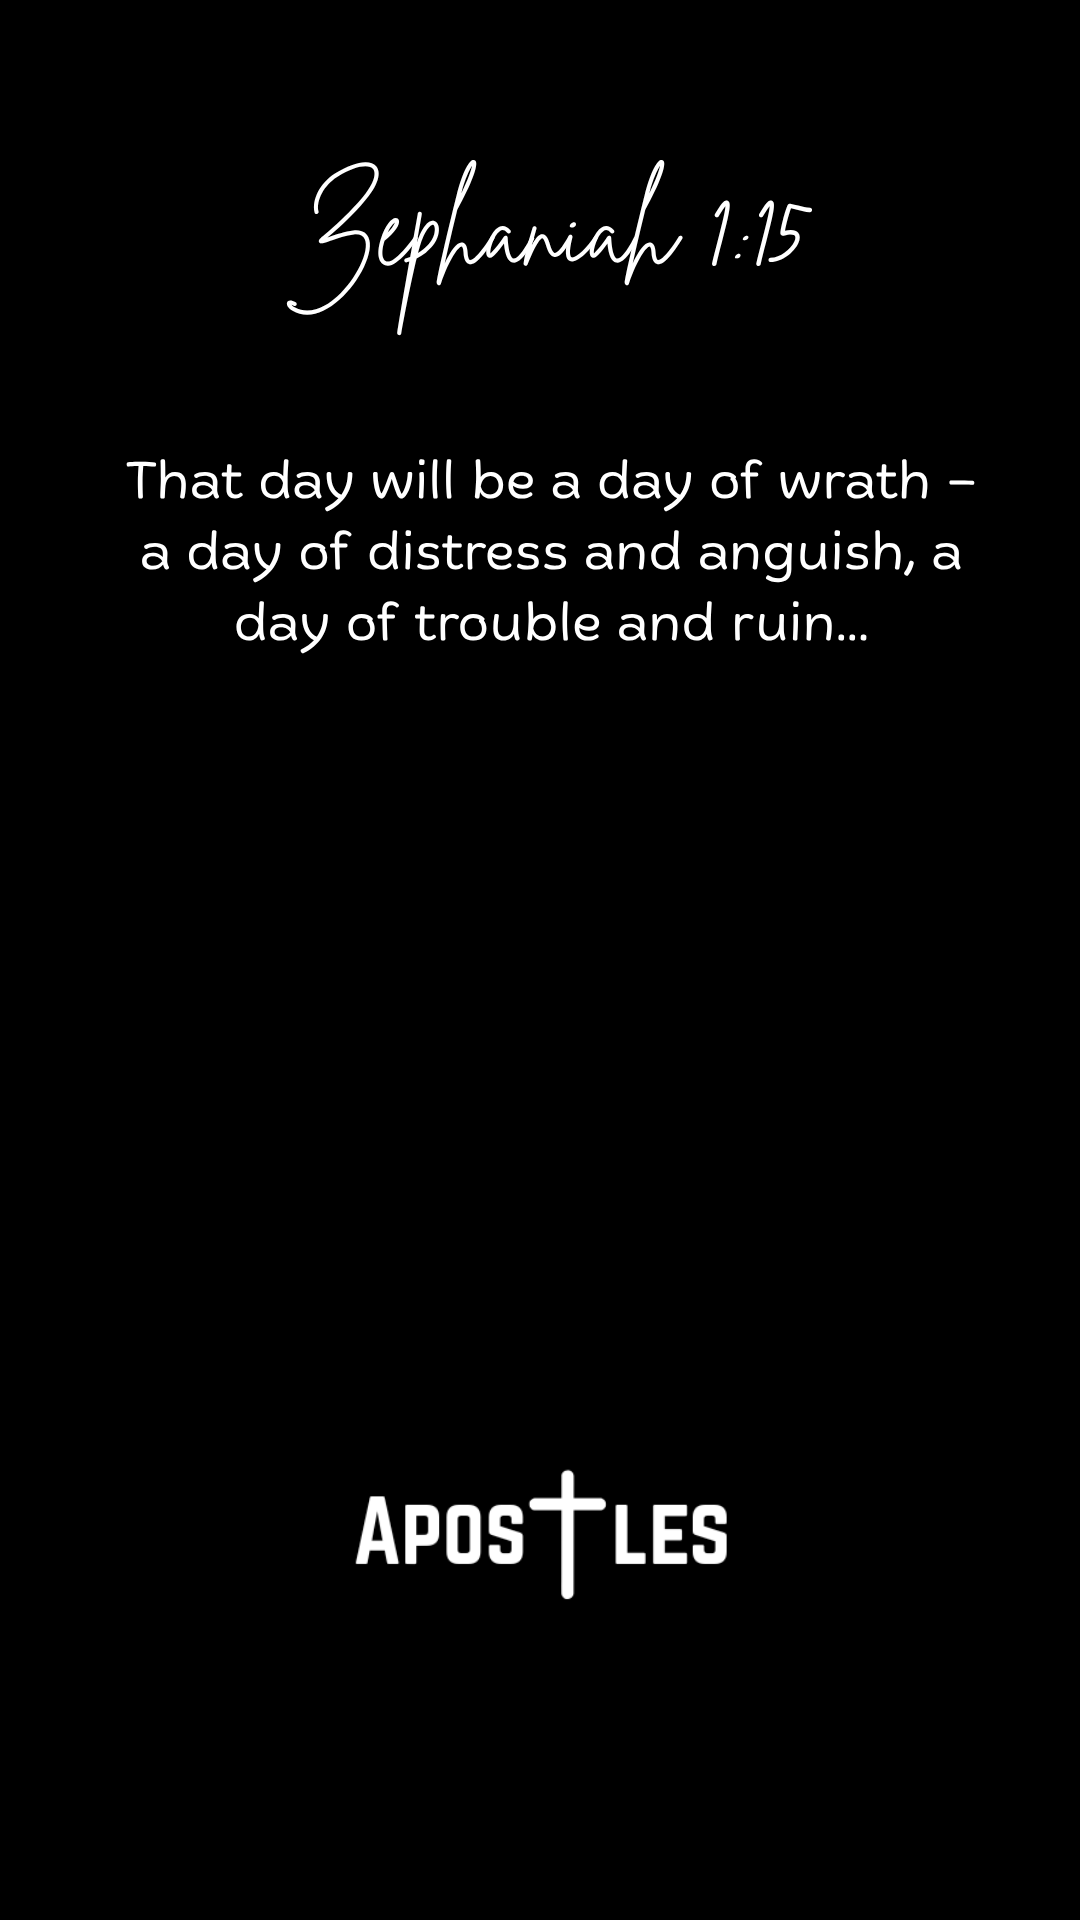 Zephaniah 1:15
That day will be a day of wrath –
a day of distress and anguish, a
day of trouble and ruin...
APOSTLES